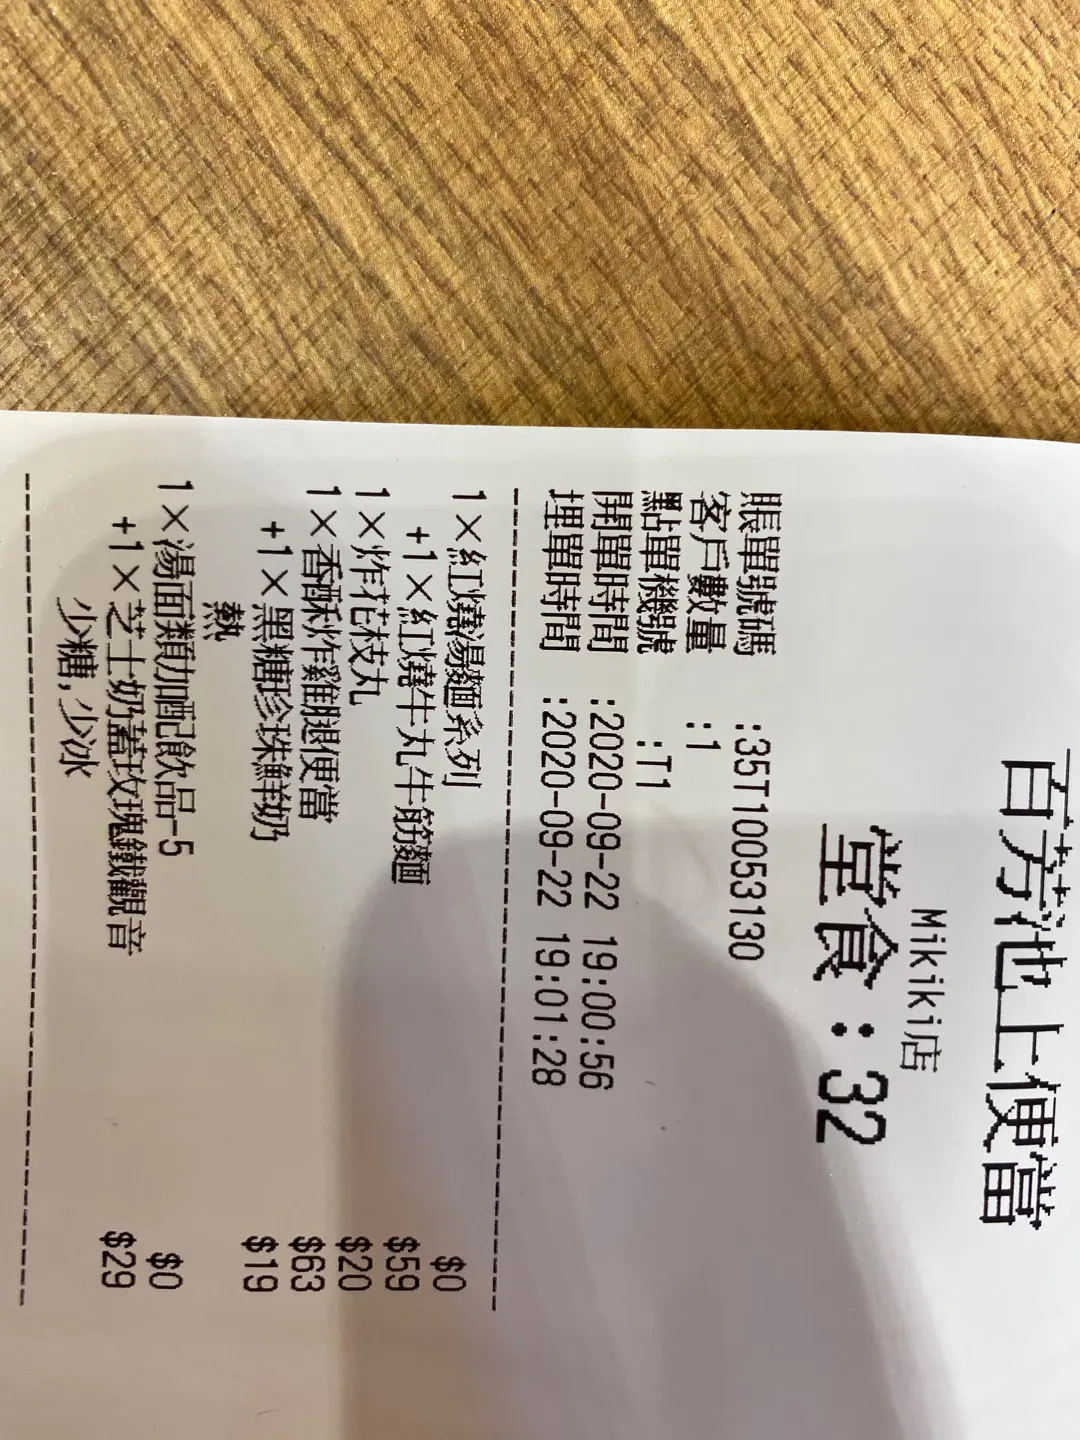 百芳池上便當
Mikiki店
堂食：32
賬單號碼 :35T10053130
客戶數量 :1
點單機號 :T1
開單時間 :2020-09-22 19:00:56
埋單時間 :2020-09-22 19:01:28
1×紅燒湯麵系列 $0
+1×紅燒牛丸牛筋麵 $59
1×炸花枝丸 $20
1×香酥炸雞腿便當 $63
+1×黑糖珍珠鮮奶 $19
熱
1×湯面類加配飲品-5 $0
+1×芝士奶蓋玫瑰鐵觀音 $29
少糖,少冰